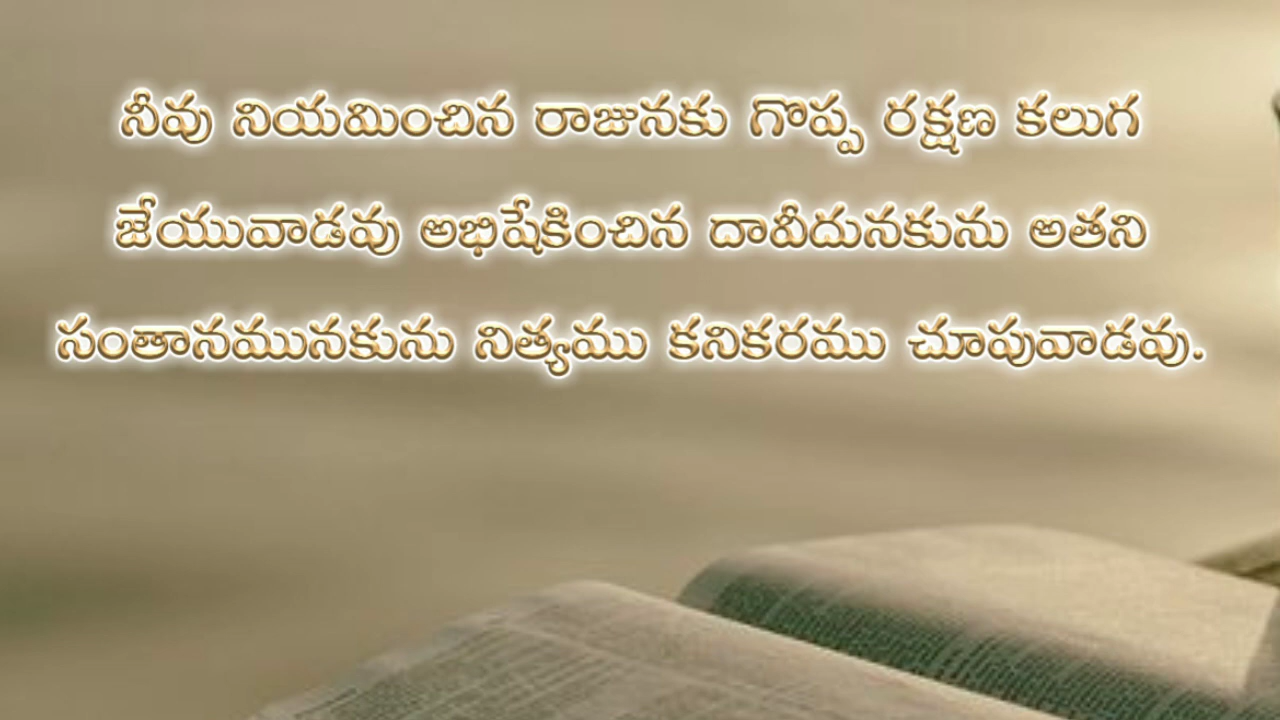 నీవు నియమించిన రాజునకు గొప్ప రక్షణ కలుగ
జేయువాడవు అభిషేకించిన దావీదునకును అతని
సంతానమునకును నిత్యము కనికరము చూపువాడవు.